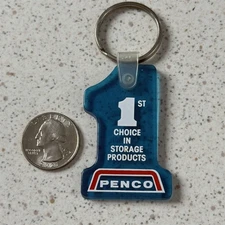 1ST
CHOICE
IN
STORAGE
PRODUCTS
PENCO